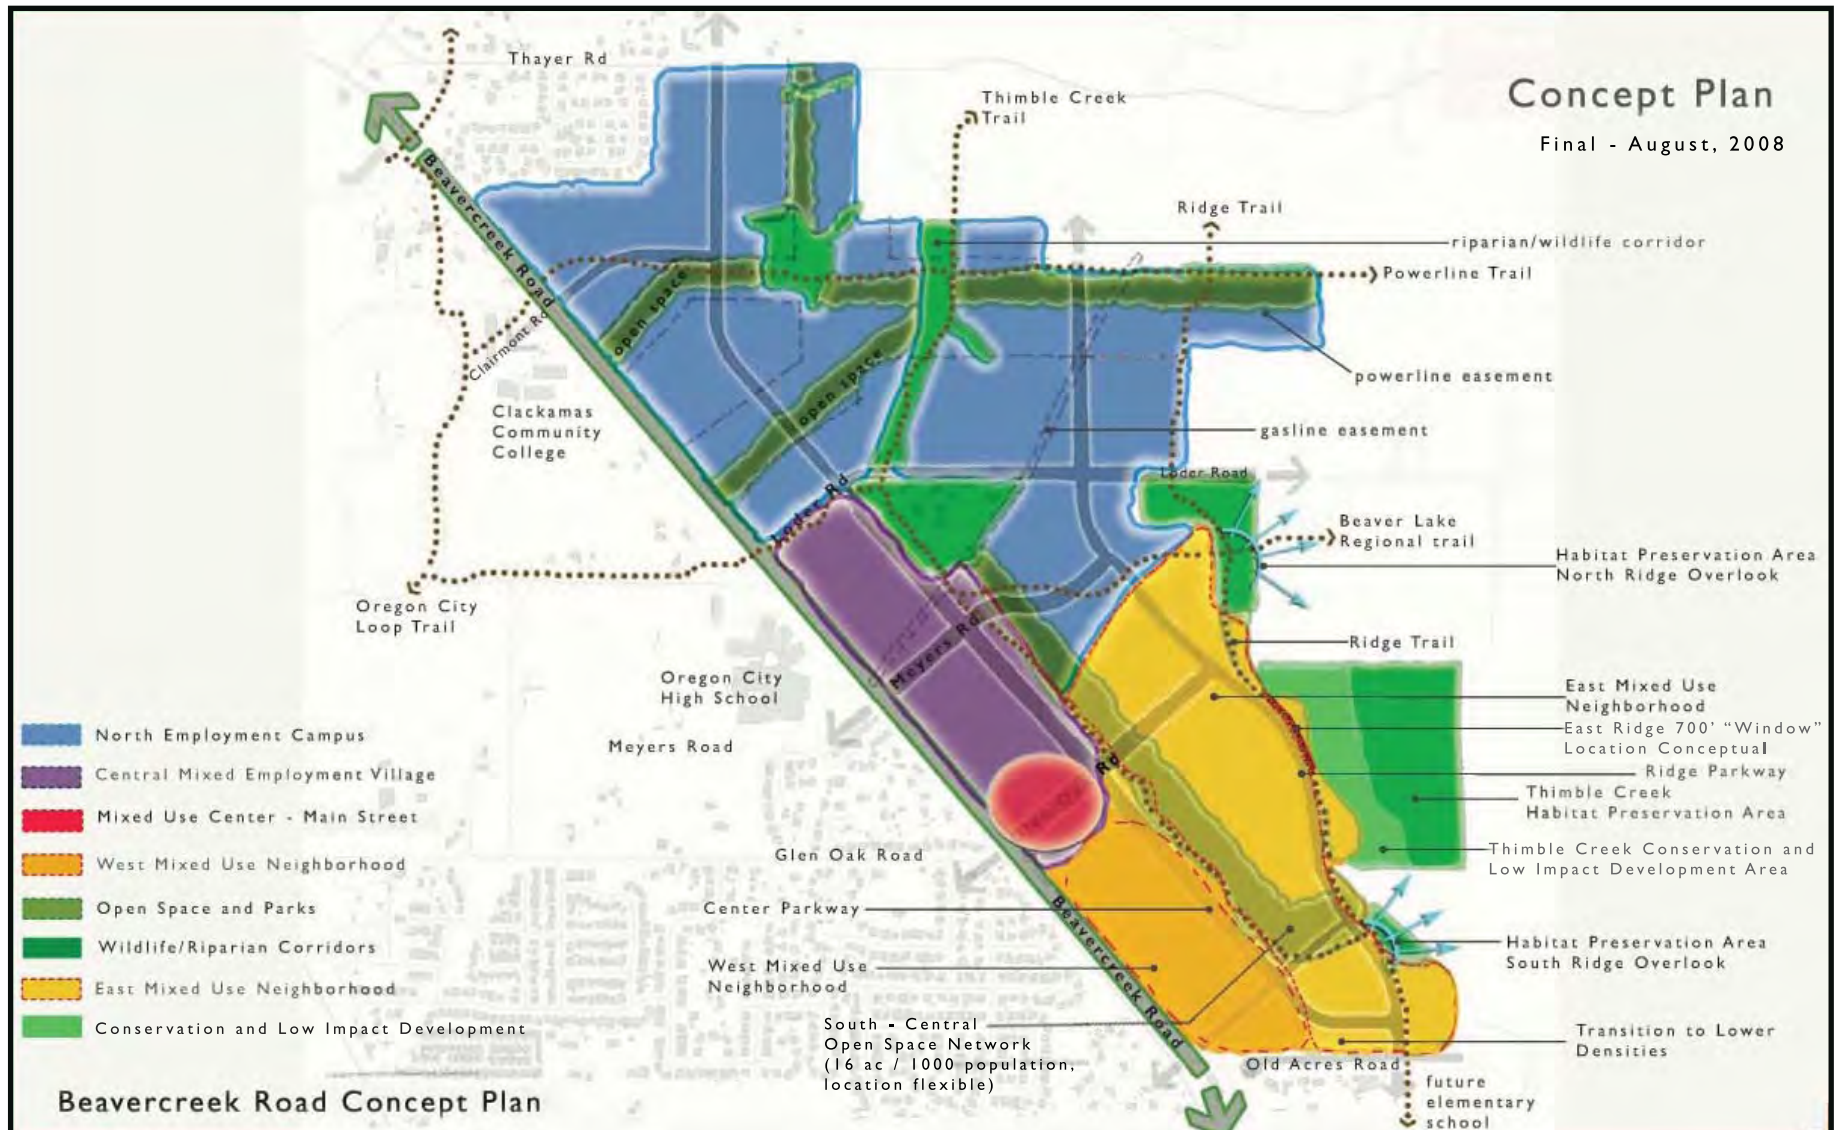 Concept Plan
Final - August, 2008
Thayer Rd
Thimble Creek
Trail
Ridge Trail
riparian/wildlife corridor
Powerline Trail
Beavercreek Road
open space
Clairmont Rd
open space
powerline easement
Clackamas
Community
College
gasline easement
Loder Road
Loder Rd
Beaver Lake
Regional trail
Habitat Preservation Area
North Ridge Overlook
Oregon City
Loop Trail
Meyers Rd
Ridge Trail
Oregon City
High School
East Mixed Use
Neighborhood
East Ridge 700' "Window"
Location Conceptual
Meyers Road
Rd
Ridge Parkway
Thimble Creek
Habitat Preservation Area
Thimble Creek Conservation and
Low Impact Development Area
Glen Oak Road
Center Parkway
Beavercreek Road
West Mixed Use
Neighborhood
Habitat Preservation Area
South Ridge Overlook
South - Central
Open Space Network
(16 ac / 1000 population,
location flexible)
Transition to Lower
Densities
Old Acres Road
future
elementary
school
North Employment Campus
Central Mixed Employment Village
Mixed Use Center - Main Street
West Mixed Use Neighborhood
Open Space and Parks
Wildlife/Riparian Corridors
East Mixed Use Neighborhood
Conservation and Low Impact Development
Beavercreek Road Concept Plan